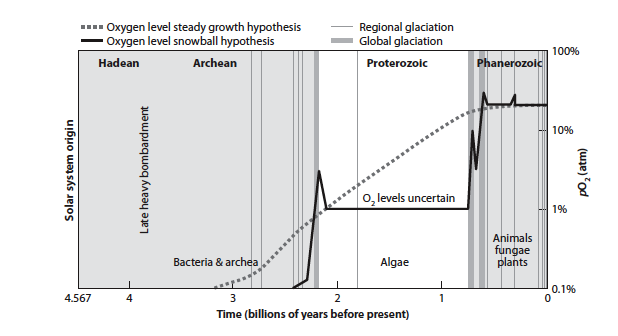 Oxygen level steady growth hypothesis
Regional glaciation
Oxygen level snowball hypothesis
Global glaciation
Hadean
Archean
Proterozoic
Phanerozoic
100%
10%
1%
0.1%
pO2 (atm)
Solar system origin
Late heavy bombardment
O2 levels uncertain
Bacteria & archea
Algae
Animals
fungae
plants
4.567
4
3
2
1
0
Time (billions of years before present)